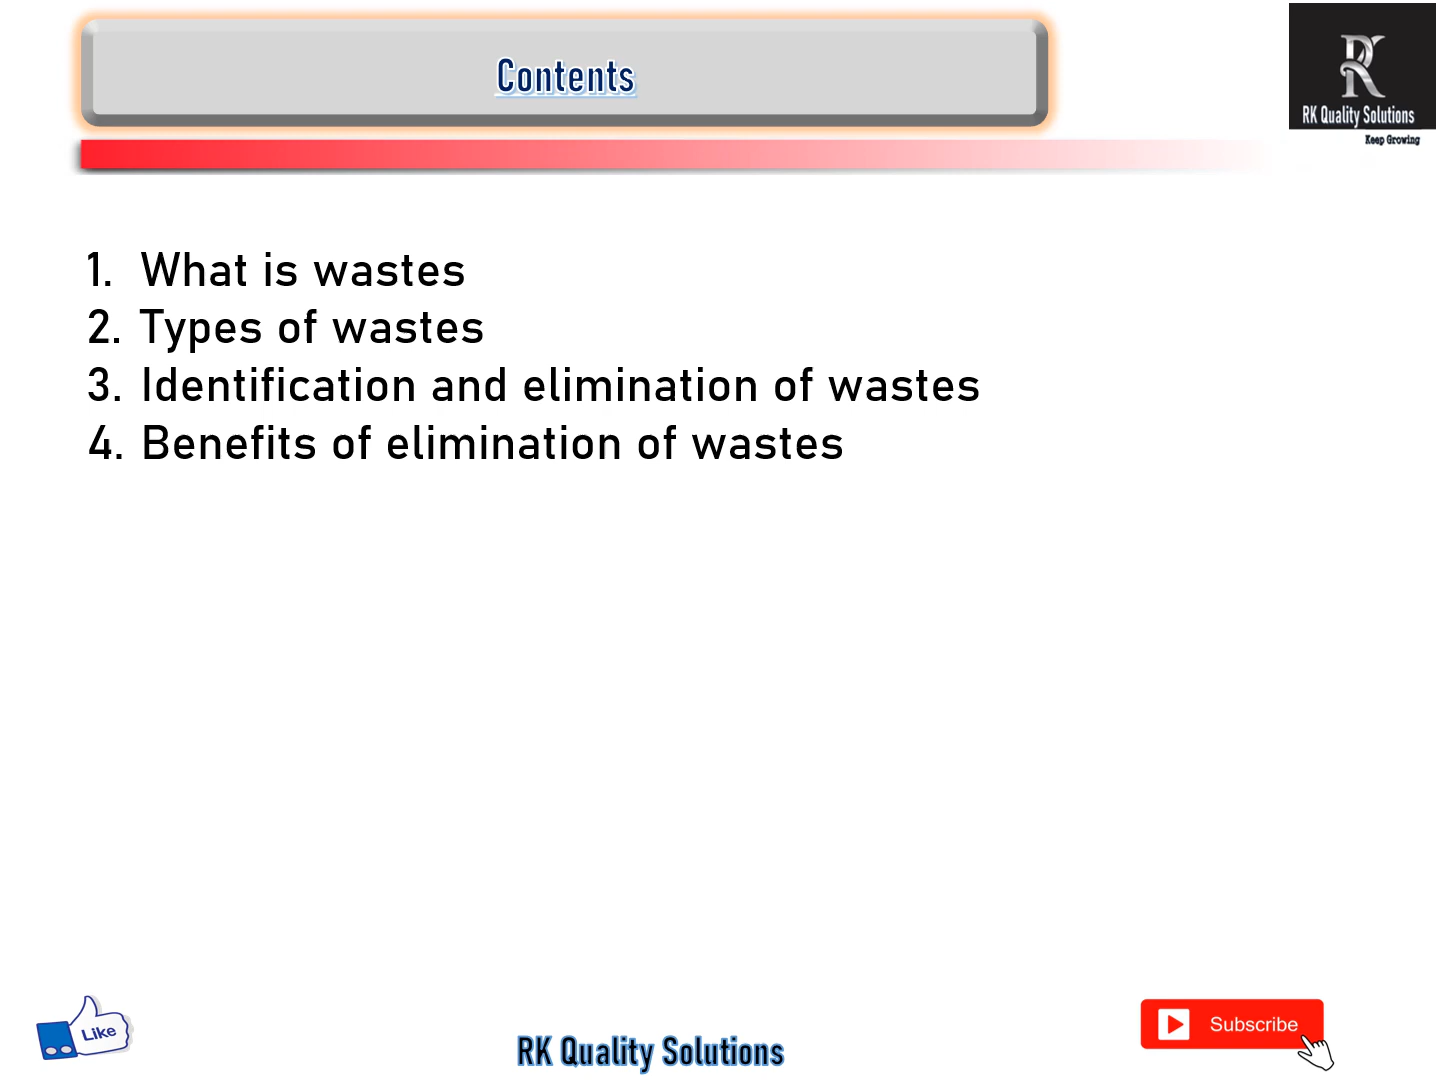 Contents
RK Quality Solutions
Keep Growing
1. What is wastes
2. Types of wastes
3. Identification and elimination of wastes
4. Benefits of elimination of wastes
Like
RK Quality Solutions
Subscribe